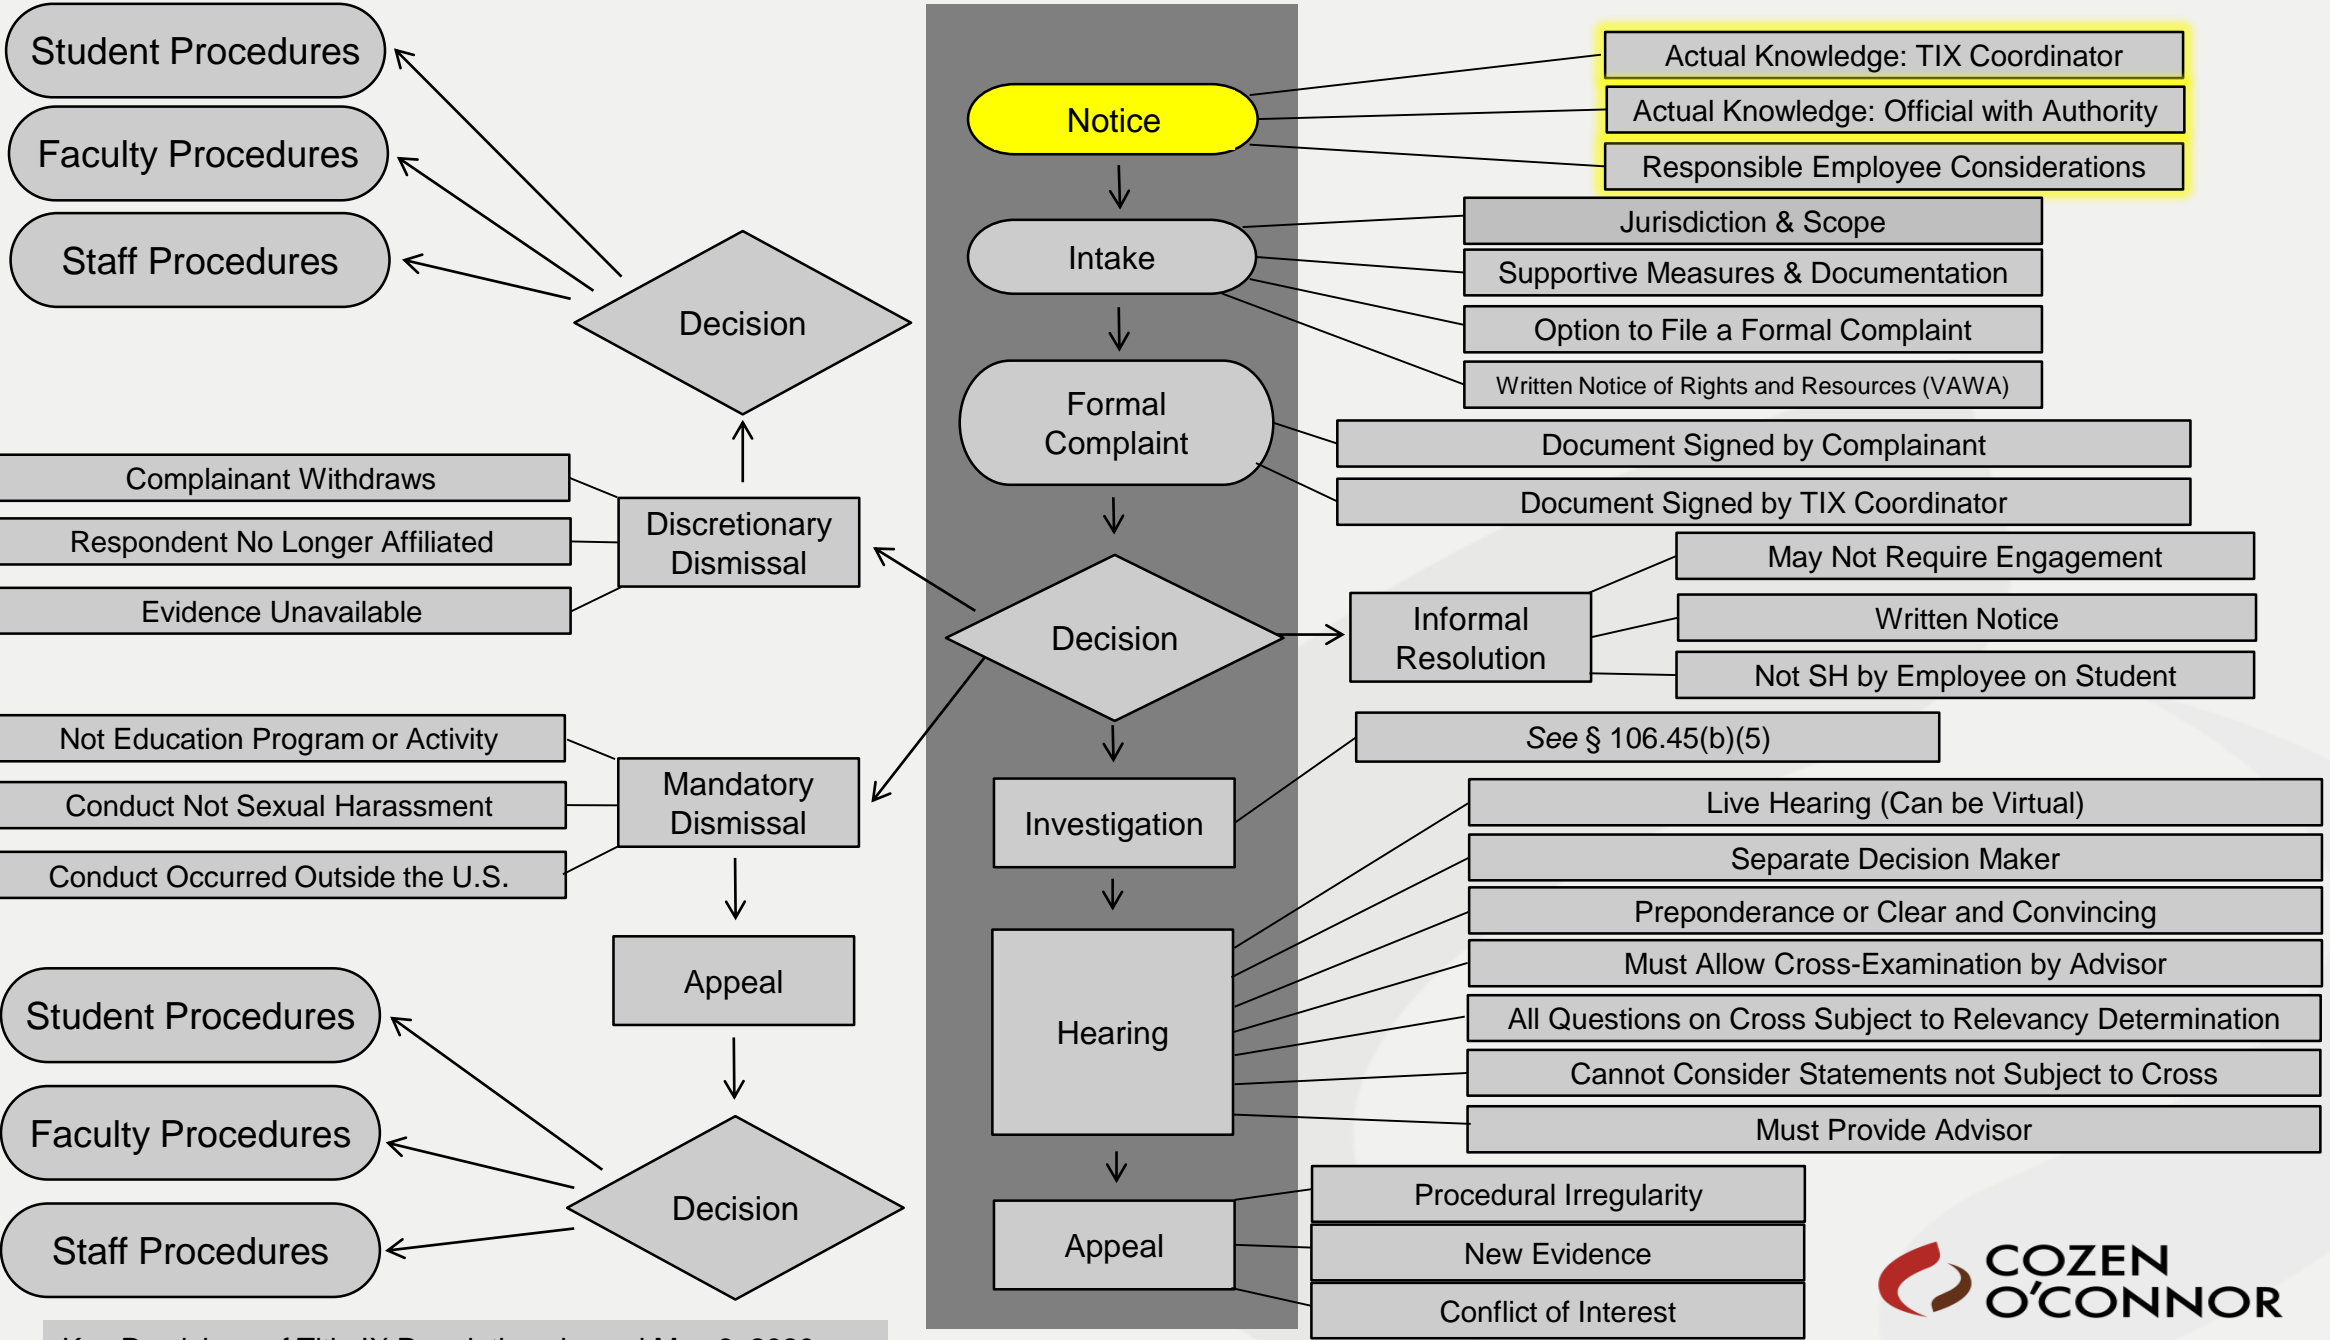 Student Procedures
Faculty Procedures
Staff Procedures
Decision
Complainant Withdraws
Respondent No Longer Affiliated
Evidence Unavailable
Discretionary
Dismissal
Not Education Program or Activity
Conduct Not Sexual Harassment
Conduct Occurred Outside the U.S.
Mandatory
Dismissal
Appeal
Student Procedures
Faculty Procedures
Staff Procedures
Decision
Notice
Intake
Formal
Complaint
Decision
Investigation
Hearing
Appeal
Actual Knowledge: TIX Coordinator
Actual Knowledge: Official with Authority
Responsible Employee Considerations
Jurisdiction & Scope
Supportive Measures & Documentation
Option to File a Formal Complaint
Written Notice of Rights and Resources (VAWA)
Document Signed by Complainant
Document Signed by TIX Coordinator
Informal
Resolution
May Not Require Engagement
Written Notice
Not SH by Employee on Student
See § 106.45(b)(5)
Live Hearing (Can be Virtual)
Separate Decision Maker
Preponderance or Clear and Convincing
Must Allow Cross-Examination by Advisor
All Questions on Cross Subject to Relevancy Determination
Cannot Consider Statements not Subject to Cross
Must Provide Advisor
Procedural Irregularity
New Evidence
Conflict of Interest
COZEN
O'CONNOR